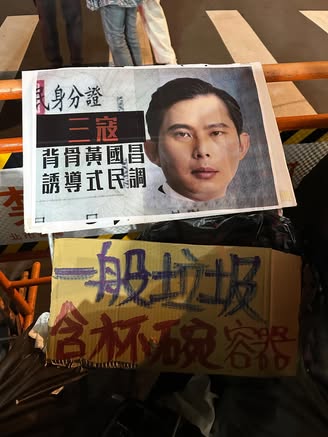 民身分證
三寇
背骨黃國昌
誘導式民調
一般垃圾
含杯碗容器